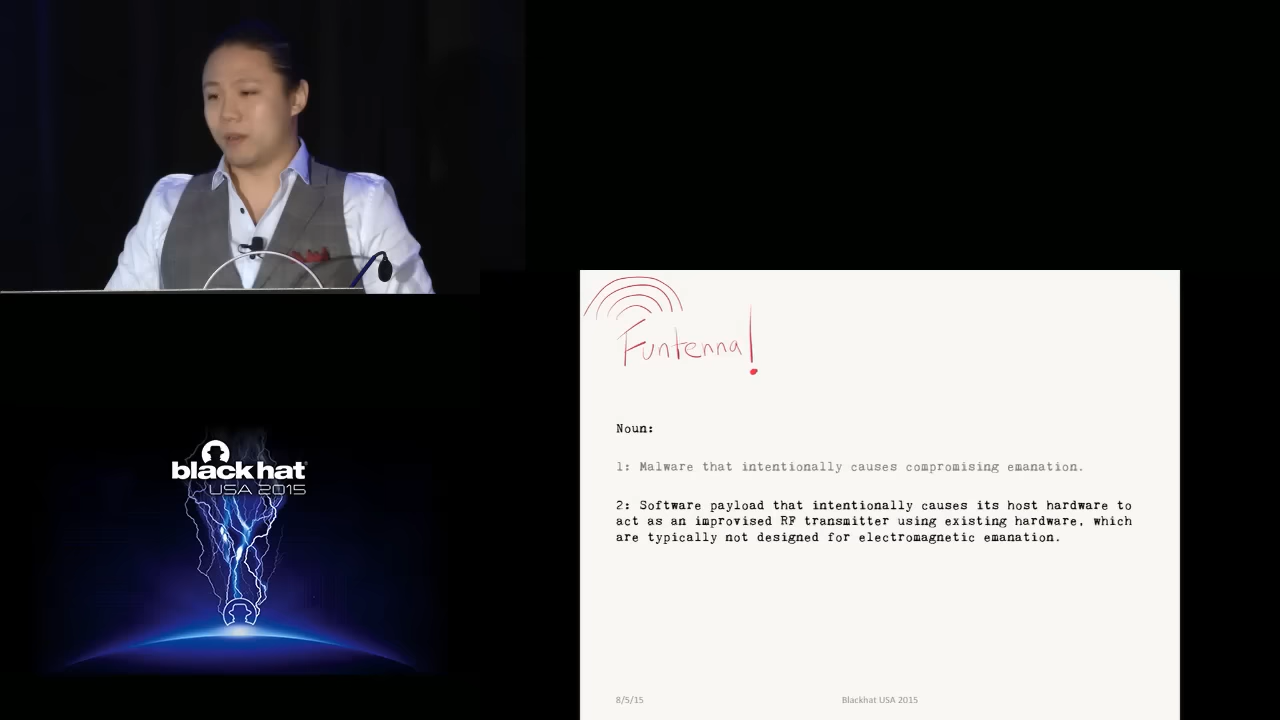 Funtenna!
Noun:
1: Malware that intentionally causes compromising emanation.
2: Software payload that intentionally causes its host hardware to
act as an improvised RF transmitter using existing hardware, which
are typically not designed for electromagnetic emanation.
8/5/15
Blackhat USA 2015
black hat
USA 2015